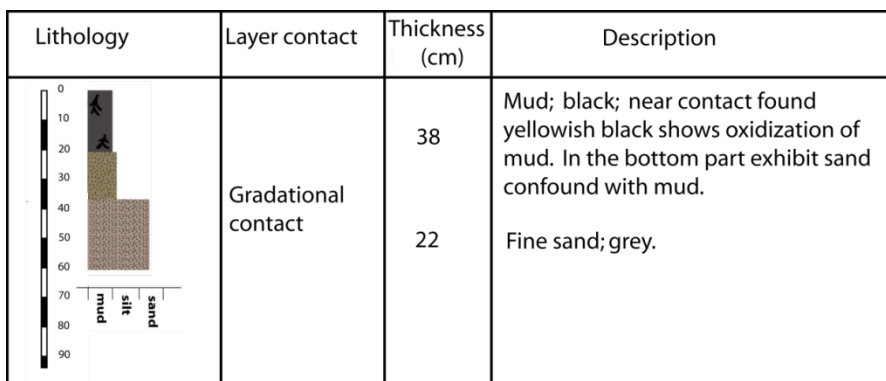 Lithology
Layer contact
Thickness
(cm)
Description
0
10
20
30
40
50
60
70
80
90
mud
silt
sand
Gradational
contact
38
22
Mud; black; near contact found
yellowish black shows oxidization of
mud. In the bottom part exhibit sand
confound with mud.
Fine sand; grey.